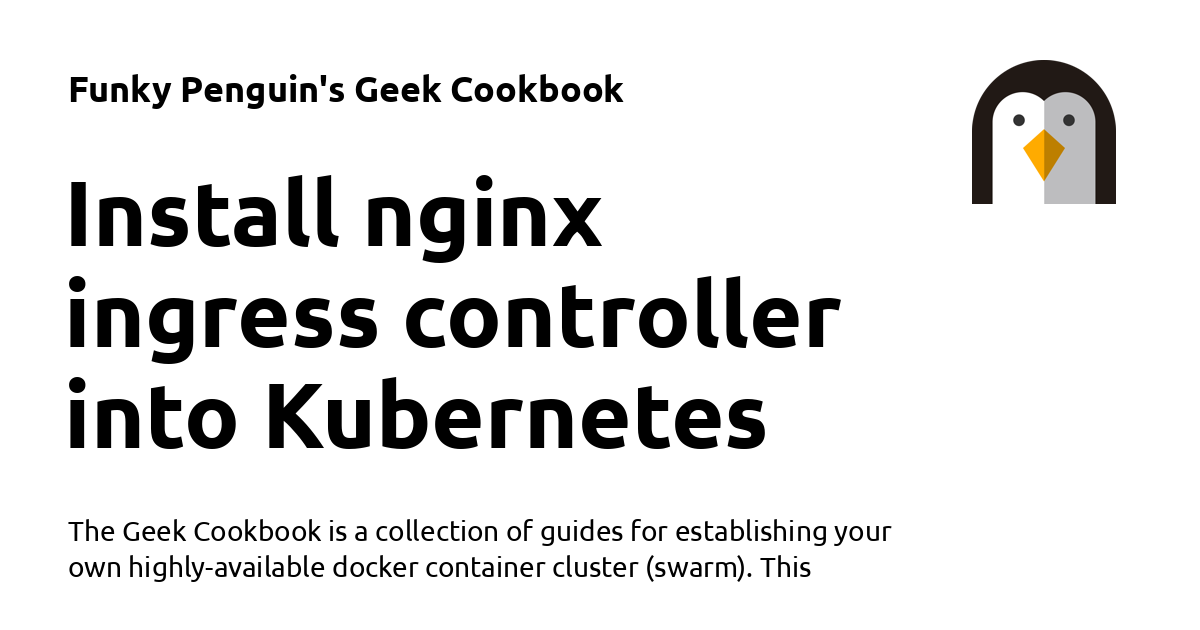 Funky Penguin's Geek Cookbook
Install nginx
ingress controller
into Kubernetes
The Geek Cookbook is a collection of guides for establishing your
own highly-available docker container cluster (swarm). This